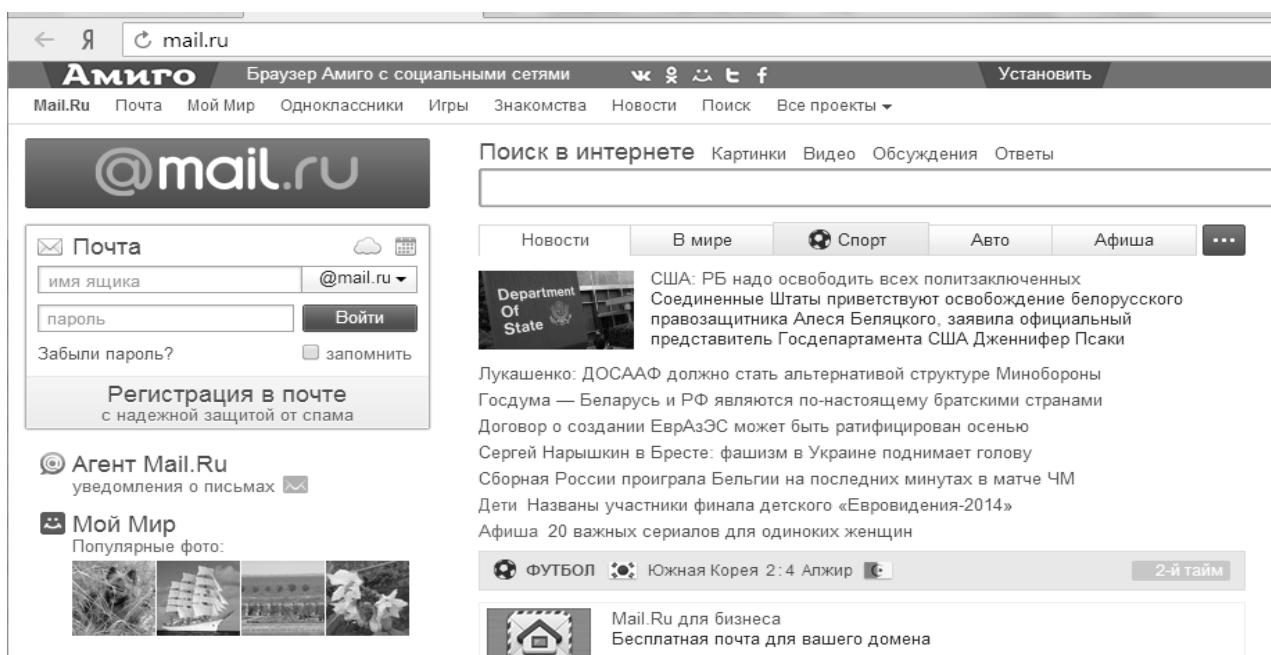 Я mail.ru
Амиго Браузер Амиго с социальными сетями Установить
Mail.Ru Почта Мой Мир Одноклассники Игры Знакомства Новости Поиск Все проекты
@mail.ru
Почта
имя ящика @mail.ru
пароль Войти
Забыли пароль? запомнить
Регистрация в почте
с надежной защитой от спама
Агент Mail.Ru
уведомления о письмах
Мой Мир
Популярные фото:
Поиск в интернете Картинки Видео Обсуждения Ответы
Новости В мире Спорт Авто Афиша
Department
Of
State
США: РБ надо освободить всех политзаключенных
Соединенные Штаты приветствуют освобождение белорусского
правозащитника Алеся Беляцкого, заявила официальный
представитель Госдепартамента США Дженнифер Псаки
Лукашенко: ДОСААФ должно стать альтернативой структуре Минобороны
Госдума — Беларусь и РФ являются по-настоящему братскими странами
Договор о создании ЕврАзЭС может быть ратифицирован осенью
Сергей Нарышкин в Бресте: фашизм в Украине поднимает голову
Сборная России проиграла Бельгии на последних минутах в матче ЧМ
Дети Названы участники финала детского «Евровидения-2014»
Афиша 20 важных сериалов для одиноких женщин
ФУТБОЛ Южная Корея 2:4 Алжир 2-й тайм
Mail.Ru для бизнеса
Бесплатная почта для вашего домена